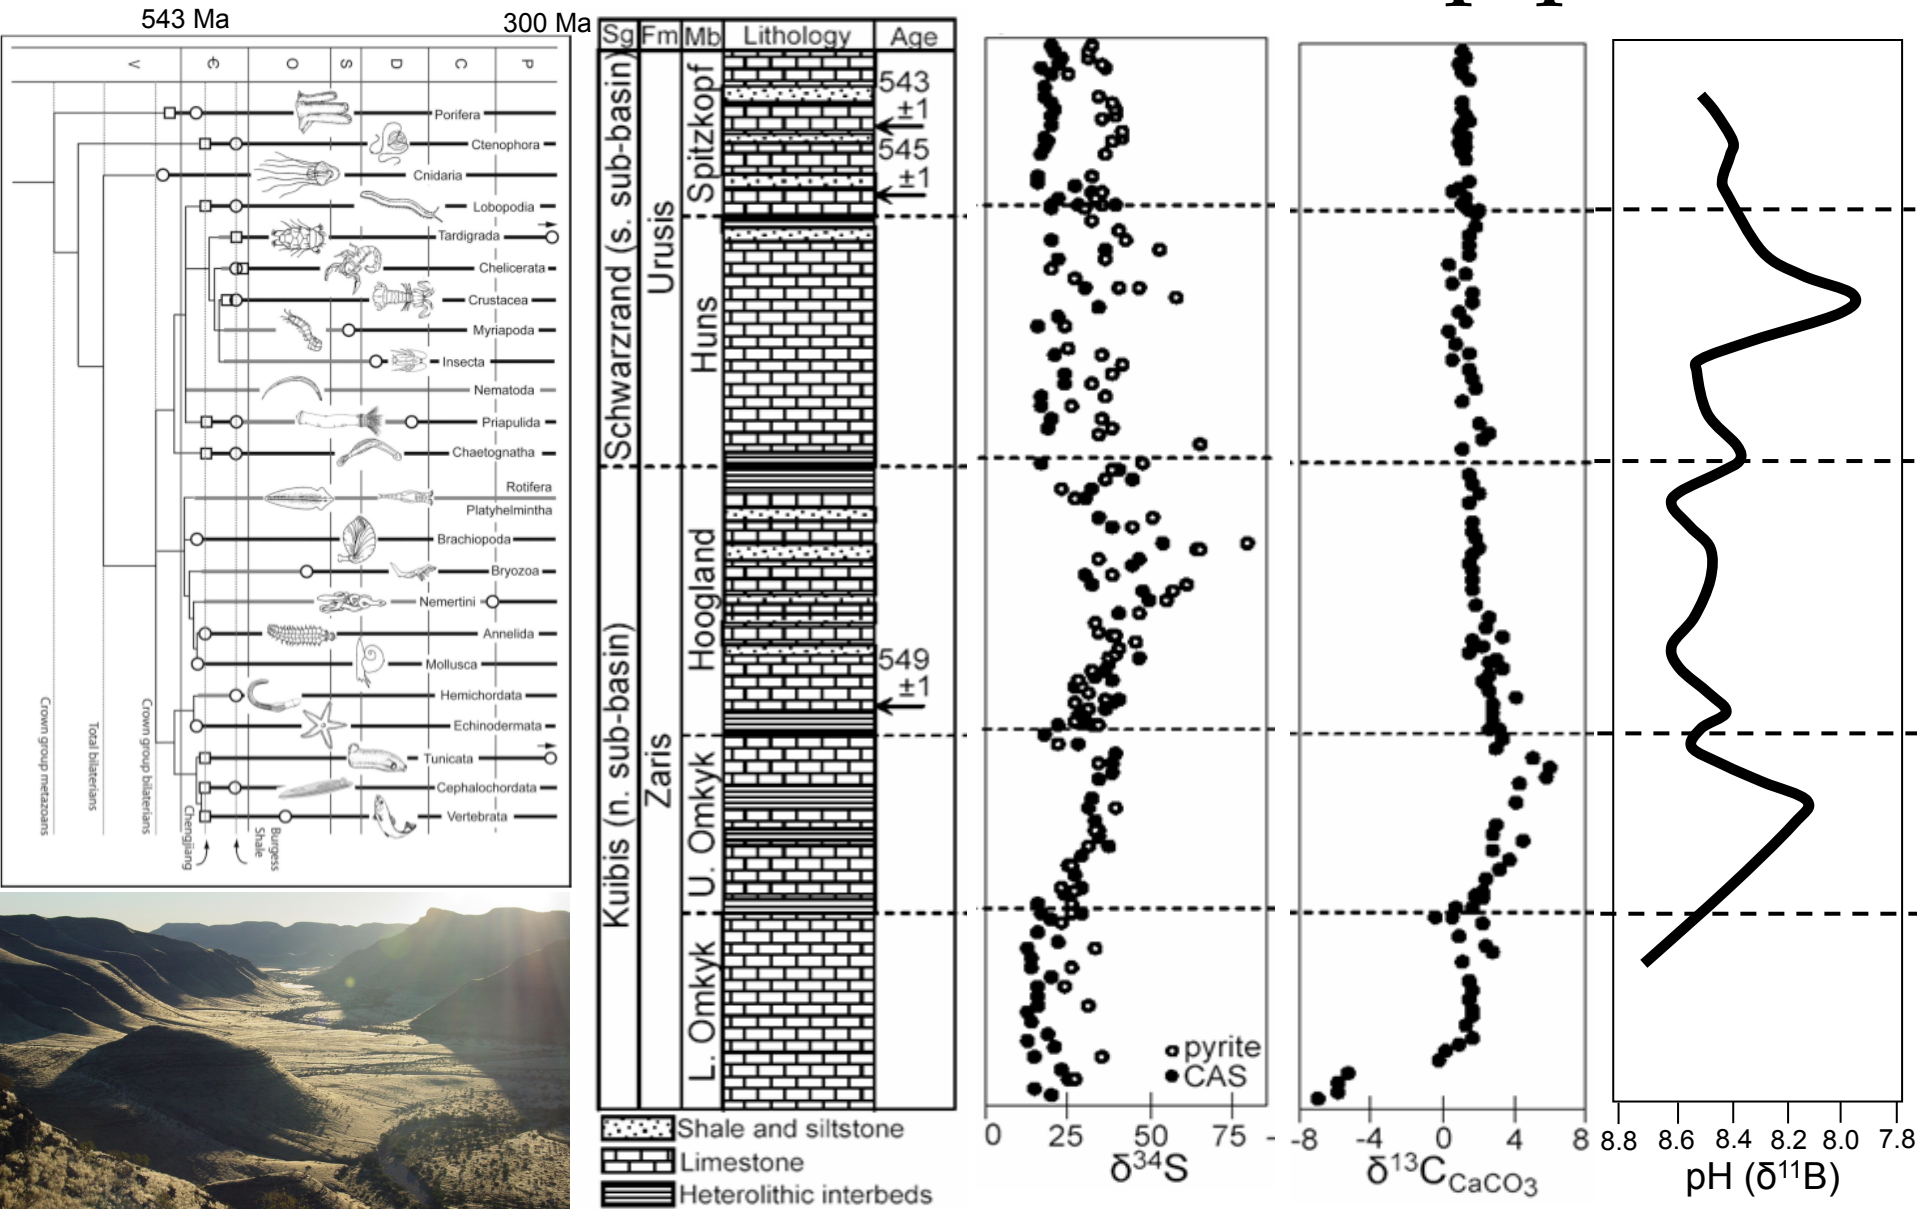 543 Ma
300 Ma
V
Є
O
S
D
C
P
Porifera
Ctenophora
Cnidaria
Lobopodia
Tardigrada
Chelicerata
Crustacea
Myriapoda
Insecta
Nematoda
Priapulida
Chaetognatha
Rotifera
Platyhelmintha
Brachiopoda
Bryozoa
Nemertini
Annelida
Mollusca
Hemichordata
Echinodermata
Tunicata
Cephalochordata
Vertebrata
Crown group metazoans
Total bilaterians
Crown group bilaterians
Chengjiang
Burgess
Shale
Sg
Fm
Mb
Lithology
Age
Schwarzrand (s. sub-basin)
Kuibis (n. sub-basin)
Urusis
Zaris
Spitzkopf
Huns
Hoogland
U. Omkyk
L. Omkyk
543
±1
545
±1
549
±1
Shale and siltstone
Limestone
Heterolithic interbeds
pyrite
CAS
0 25 50 75
δ³⁴S
-8 -4 0 4 8
δ¹³C CaCO₃
8.8 8.6 8.4 8.2 8.0 7.8
pH (δ¹¹B)